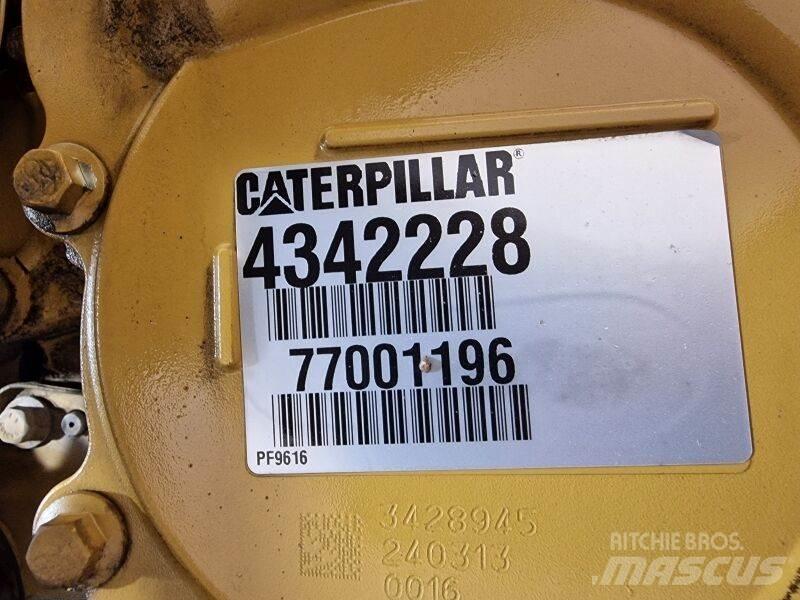 CATERPILLAR®
4342228
77001196
PF9616
3428945
240313
0016
RITCHIE BROS.
MASCUS